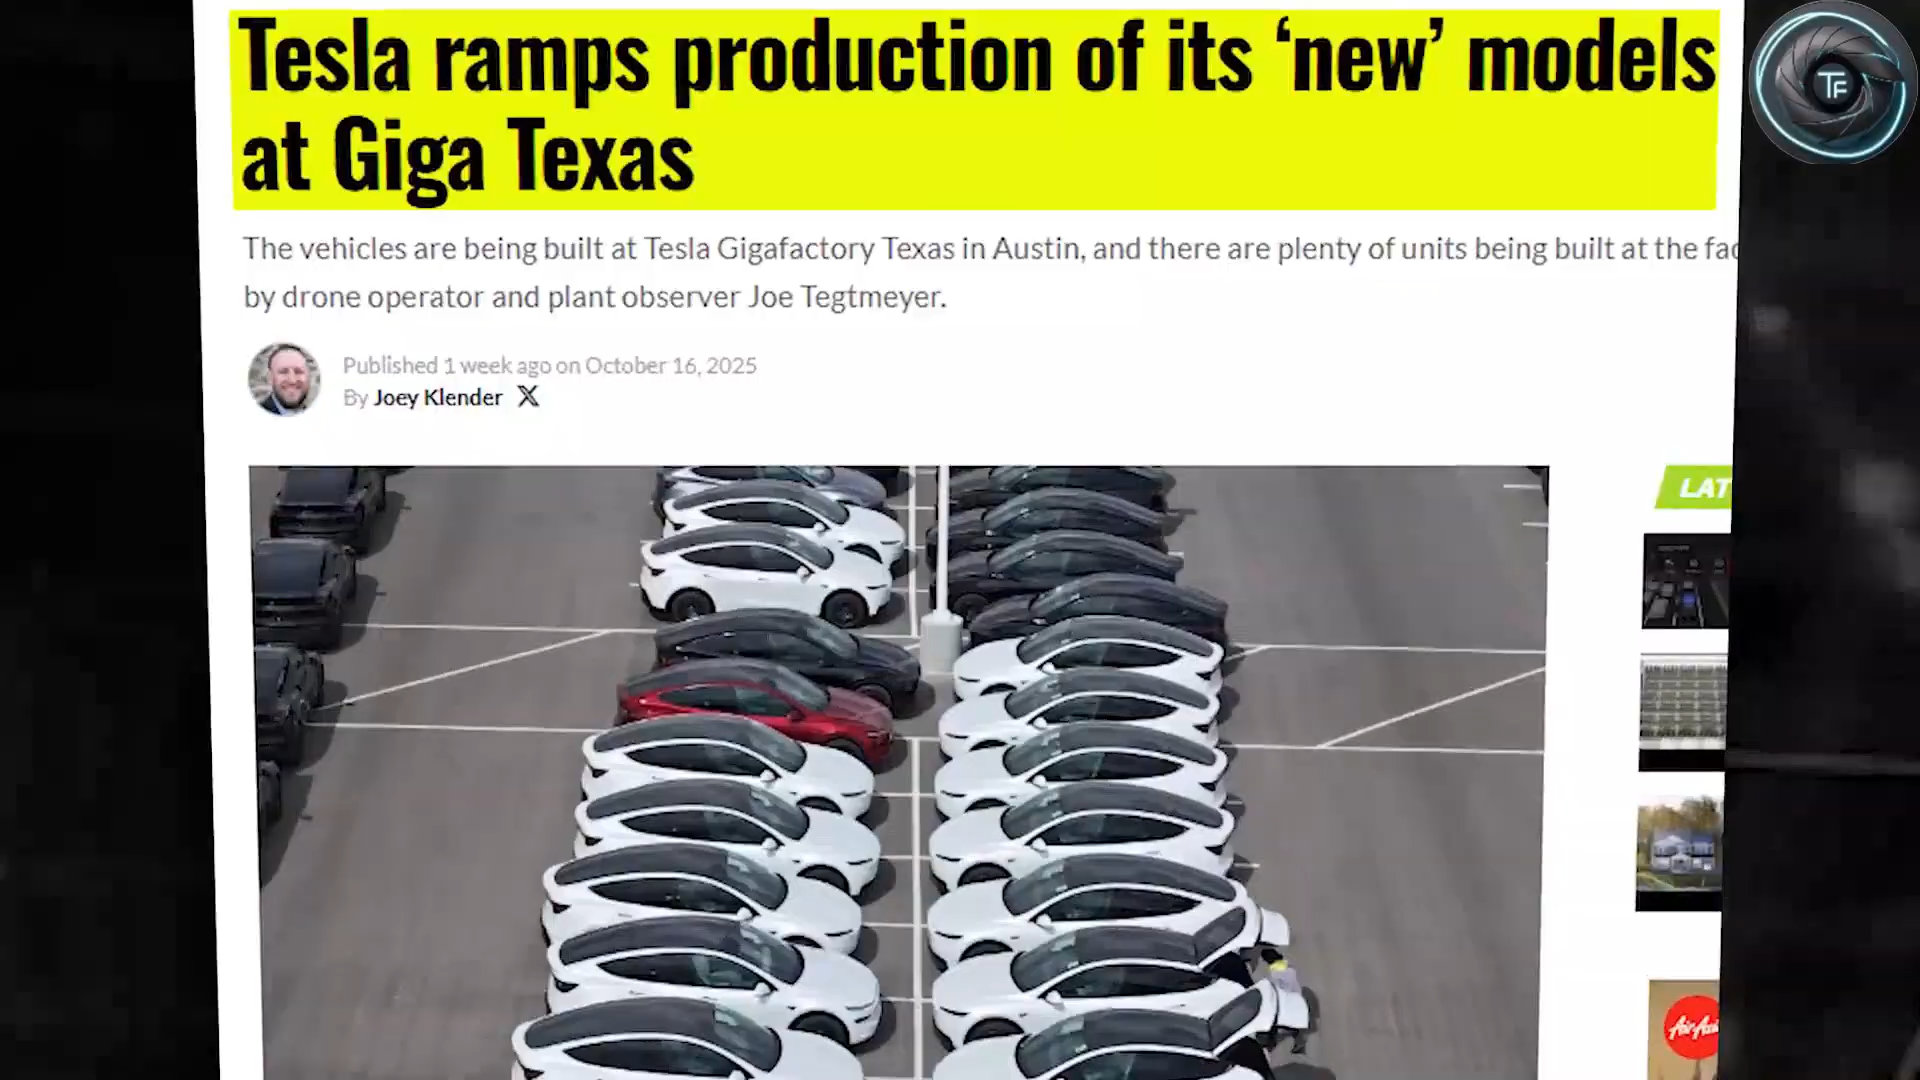 Tesla ramps production of its ‘new’ models
at Giga Texas
TF
The vehicles are being built at Tesla Gigafactory Texas in Austin, and there are plenty of units being built at the
by drone operator and plant observer Joe Tegtmeyer.
Published 1 week ago on October 16, 2025
By Joey Klender X